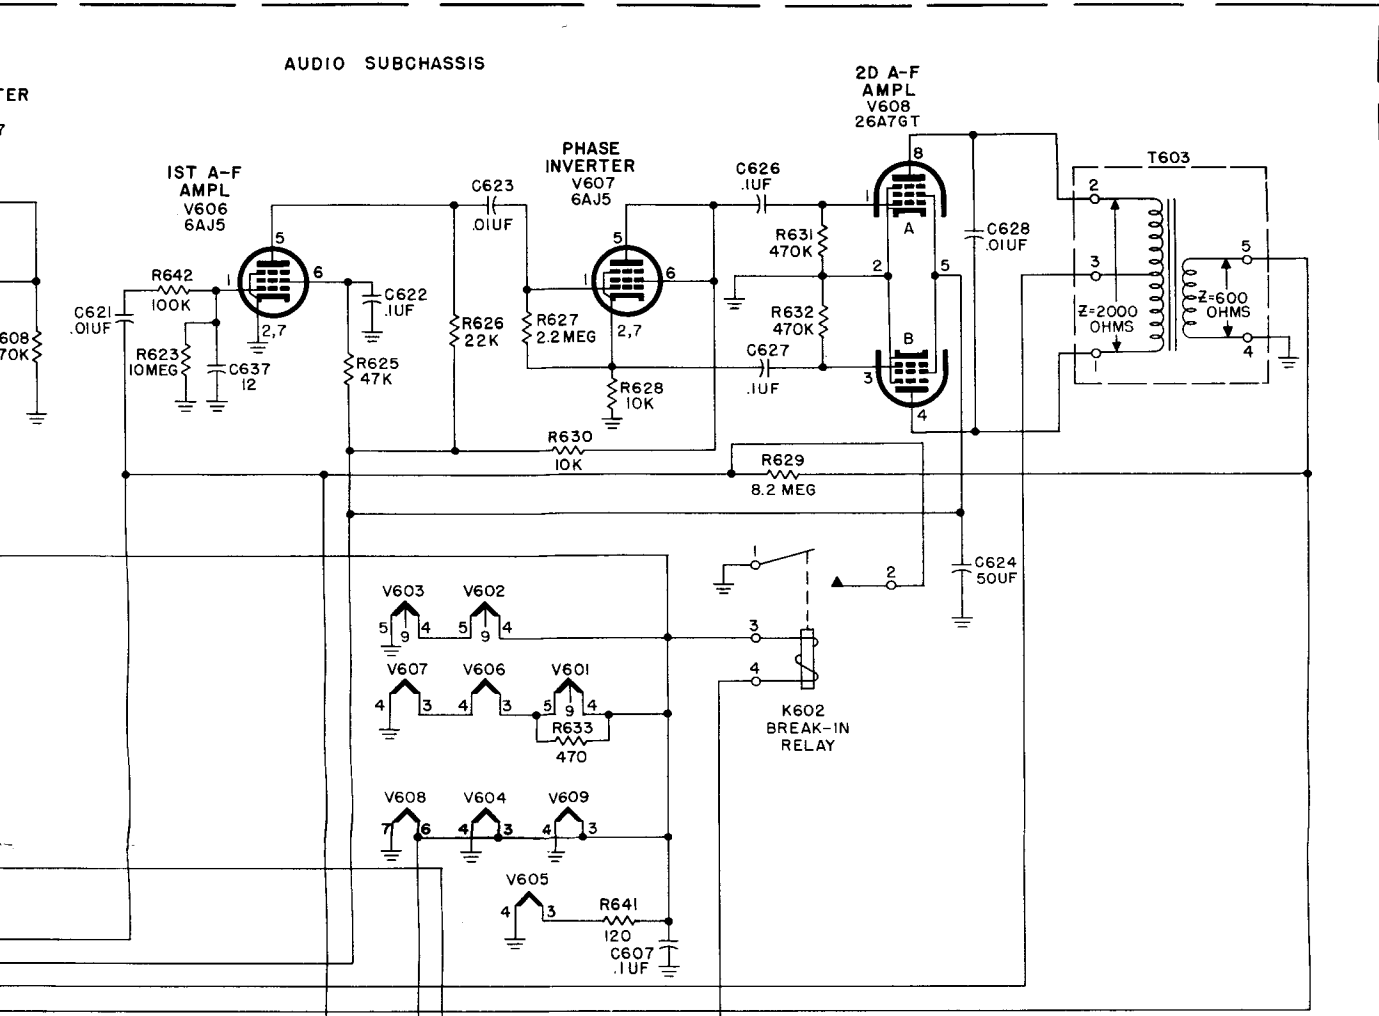 AUDIO SUBCHASSIS
TER
7
2D A-F
AMPL
V608
26A7GT
8
1
A
2
5
B
3
4
PHASE
INVERTER
V607
6AJ5
5
1
6
2,7
1ST A-F
AMPL
V606
6AJ5
5
1
6
2,7
C623
.01UF
C626
.1UF
T603
2
3
1
5
4
Z=2000
OHMS
Z=600
OHMS
R631
470K
C628
.01UF
R642
100K
C621
.01UF
C622
.1UF
R626
22K
R627
2.2MEG
R632
470K
608
70K
R623
10MEG
C637
12
R625
47K
C627
.1UF
R628
10K
R630
10K
R629
8.2 MEG
C624
50UF
1
2
3
4
K602
BREAK-IN
RELAY
V603
V602
5
9
4
5
9
4
V607
V606
V601
4
3
4
3
5
9
4
R633
470
V608
V604
V609
7
6
4
3
4
3
V605
4
3
R641
120
C607
.1UF